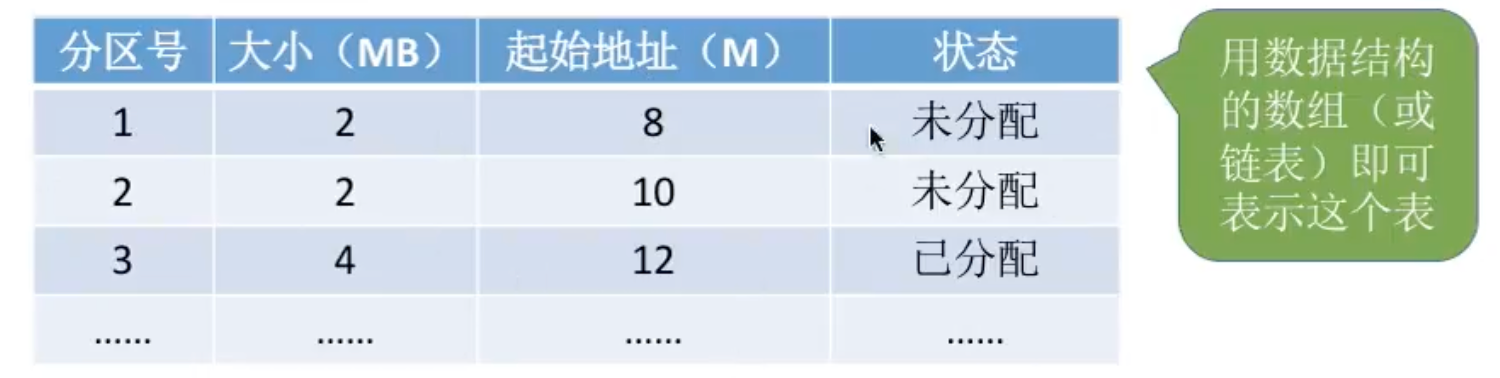 分区号 大小（MB） 起始地址（M） 状态
1 2 8 未分配
2 2 10 未分配
3 4 12 已分配
…… …… …… ……
用数据结构
的数组（或
链表）即可
表示这个表